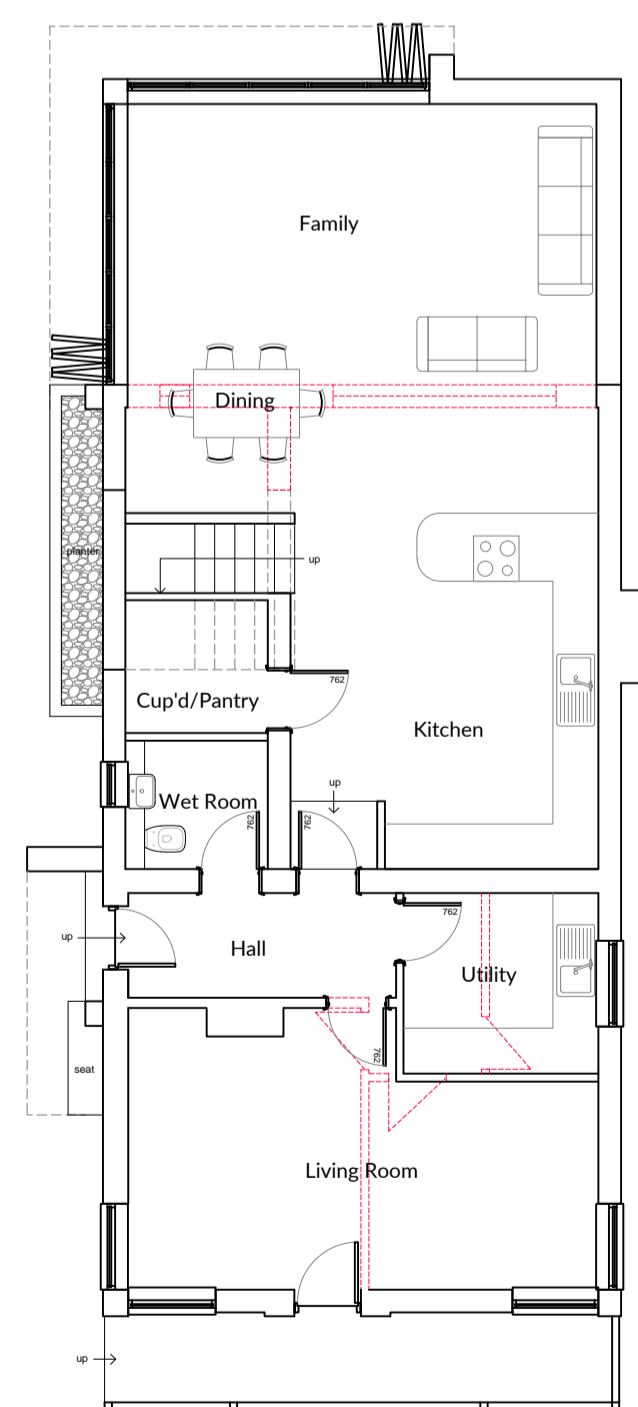 Family
Dining
planter
up
762
Cup'd/Pantry
Kitchen
up
Wet Room
762
762
762
up
Hall
Utility
762
seat
Living Room
up